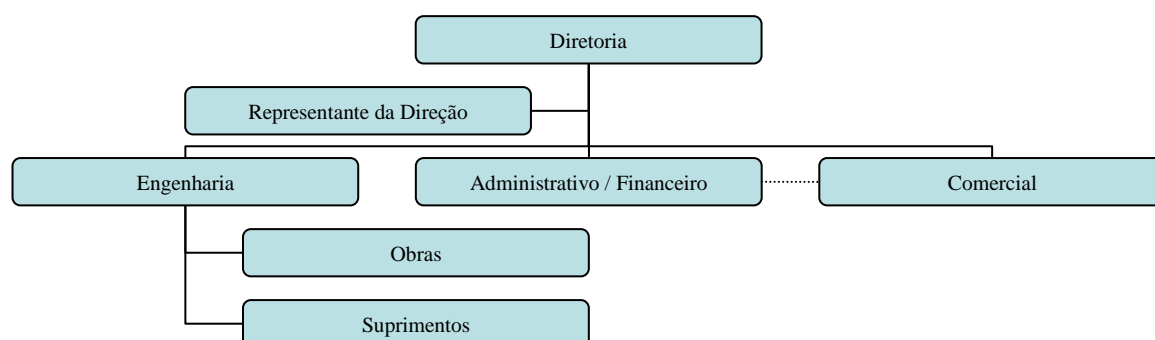 Diretoria
Representante da Direção
Engenharia
Administrativo / Financeiro
Comercial
Obras
Suprimentos